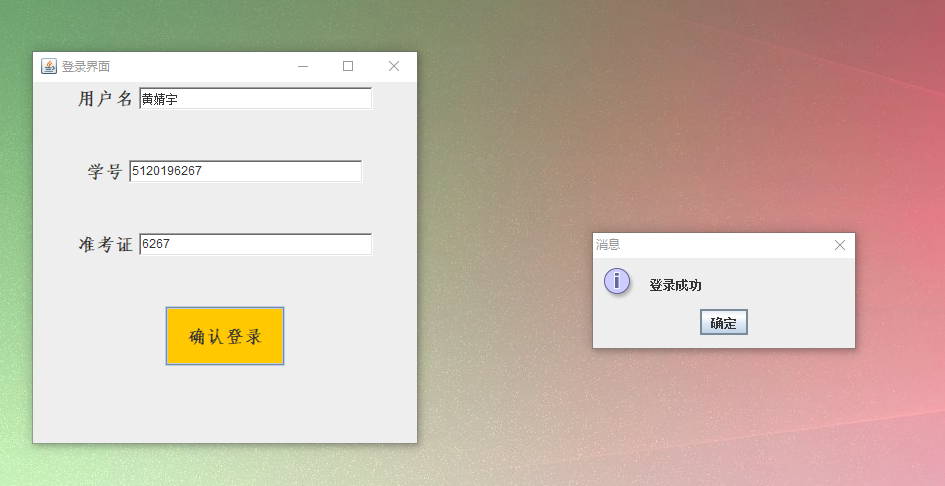 登录界面
用户名 黄婧宇
学号 5120196267
准考证 6267
确认登录
消息
登录成功
确定